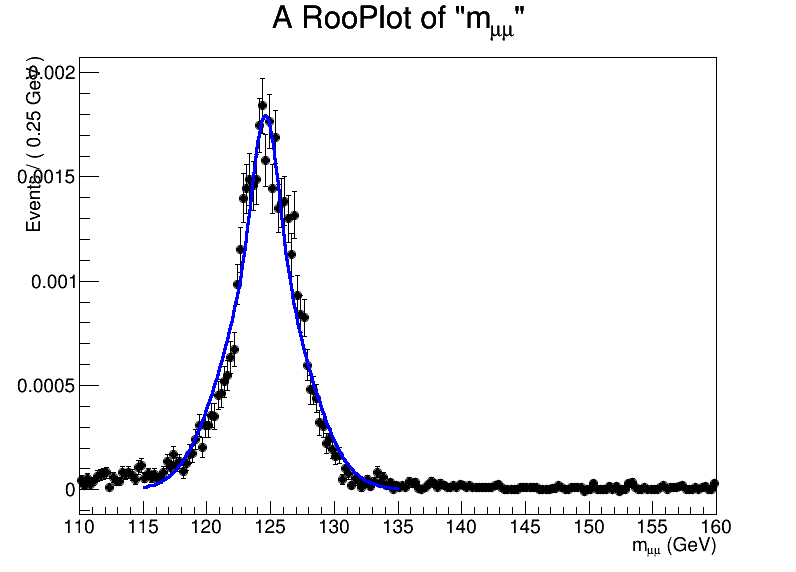 A RooPlot of "mμμ"
Events / ( 0.25 GeV )
0.002
0.0015
0.001
0.0005
0
110 115 120 125 130 135 140 145 150 155 160
mμμ (GeV)